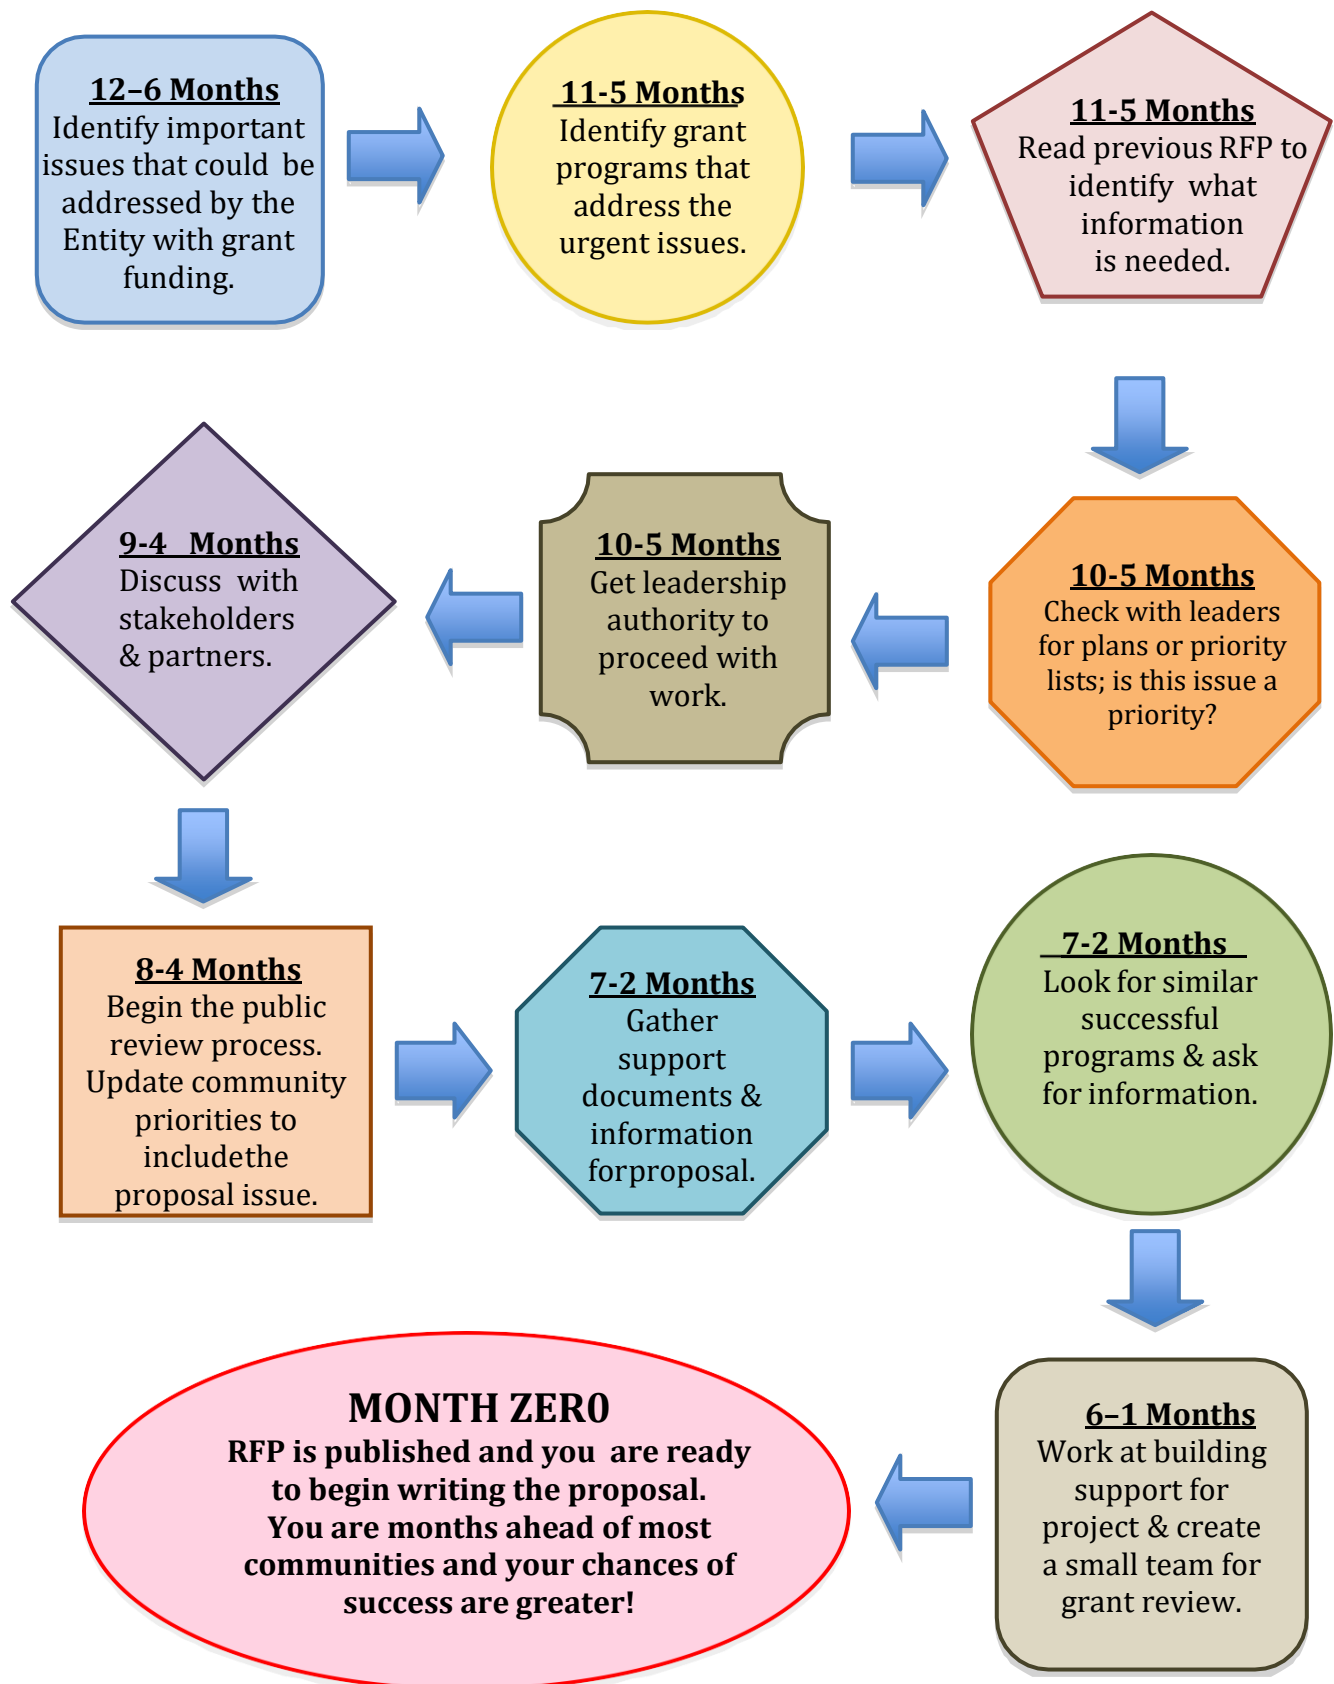 12–6 Months
Identify important
issues that could be
addressed by the
Entity with grant
funding.
11-5 Months
Identify grant
programs that
address the
urgent issues.
11-5 Months
Read previous RFP to
identify what
information
is needed.
10-5 Months
Check with leaders
for plans or priority
lists; is this issue a
priority?
10-5 Months
Get leadership
authority to
proceed with
work.
9-4 Months
Discuss with
stakeholders
& partners.
8-4 Months
Begin the public
review process.
Update community
priorities to
includethe
proposal issue.
7-2 Months
Gather
support
documents &
information
forproposal.
7-2 Months
Look for similar
successful
programs & ask
for information.
6–1 Months
Work at building
support for
project & create
a small team for
grant review.
MONTH ZER0
RFP is published and you are ready
to begin writing the proposal.
You are months ahead of most
communities and your chances of
success are greater!